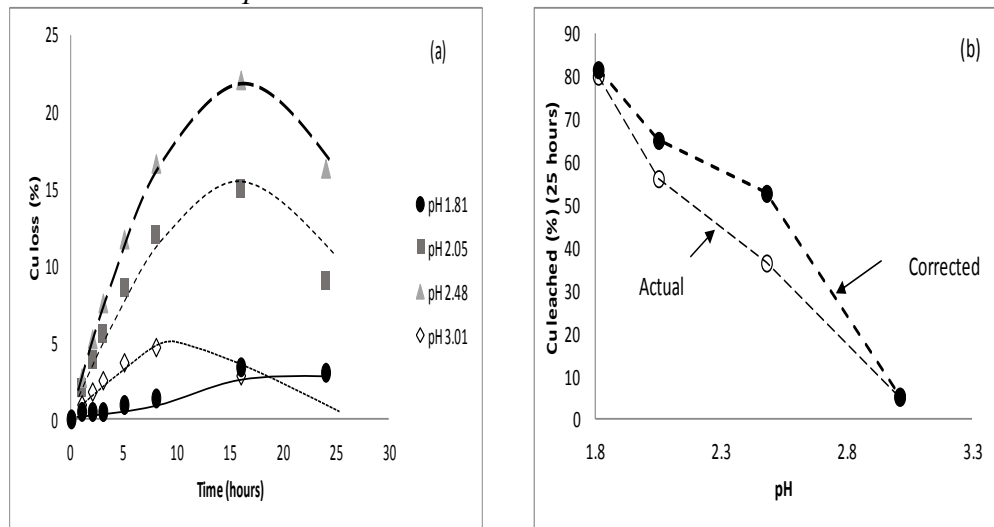 p
(a)
25
20
15
10
5
0
Cu loss (%)
0 5 10 15 20 25 30
Time (hours)
pH 1.81
pH 2.05
pH 2.48
pH 3.01
(b)
90
80
70
60
50
40
30
20
10
0
Cu leached (%) (25 hours)
Actual
Corrected
1.8 2.3 2.8 3.3
pH